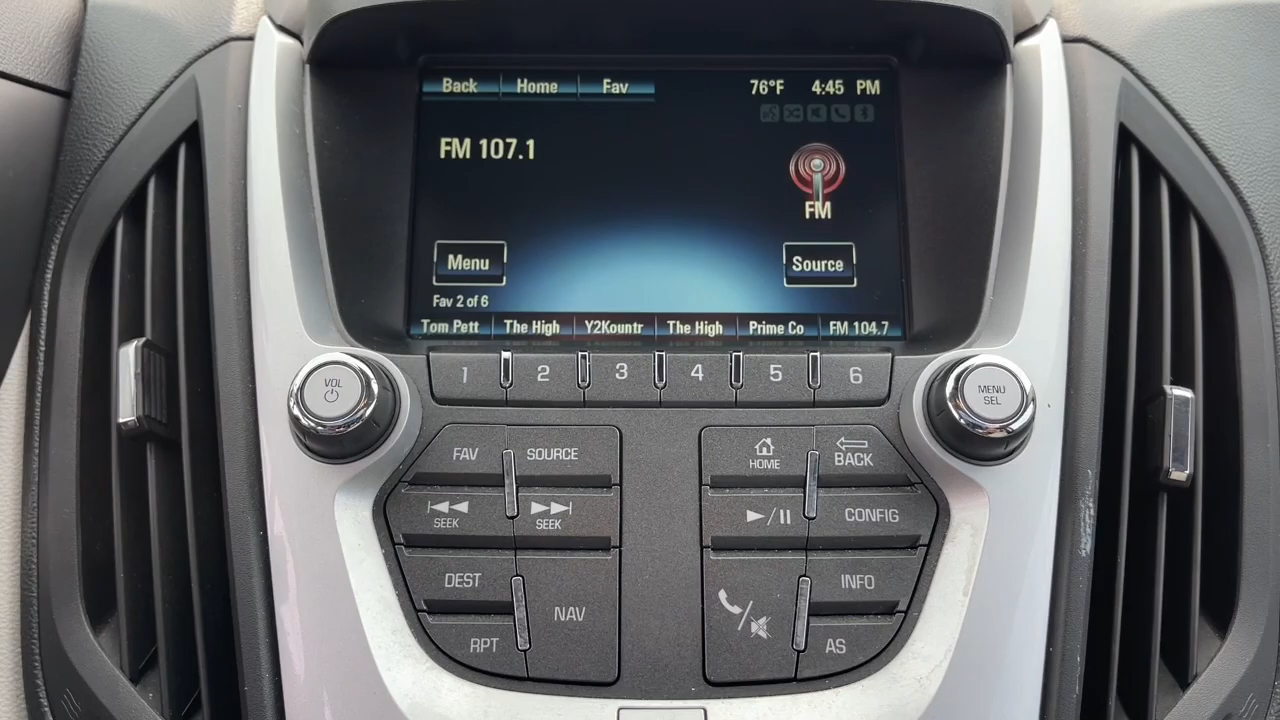 Back Home Fav 76°F 4:45 PM
FM 107.1
FM
Menu Source
Fav 2 of 6
Tom Pett The High Y2Kountr The High Prime Co FM 104.7
1 2 3 4 5 6
VOL
MENU
SEL
FAV SOURCE
HOME BACK
SEEK SEEK
CONFIG
DEST
NAV
RPT
INFO
AS